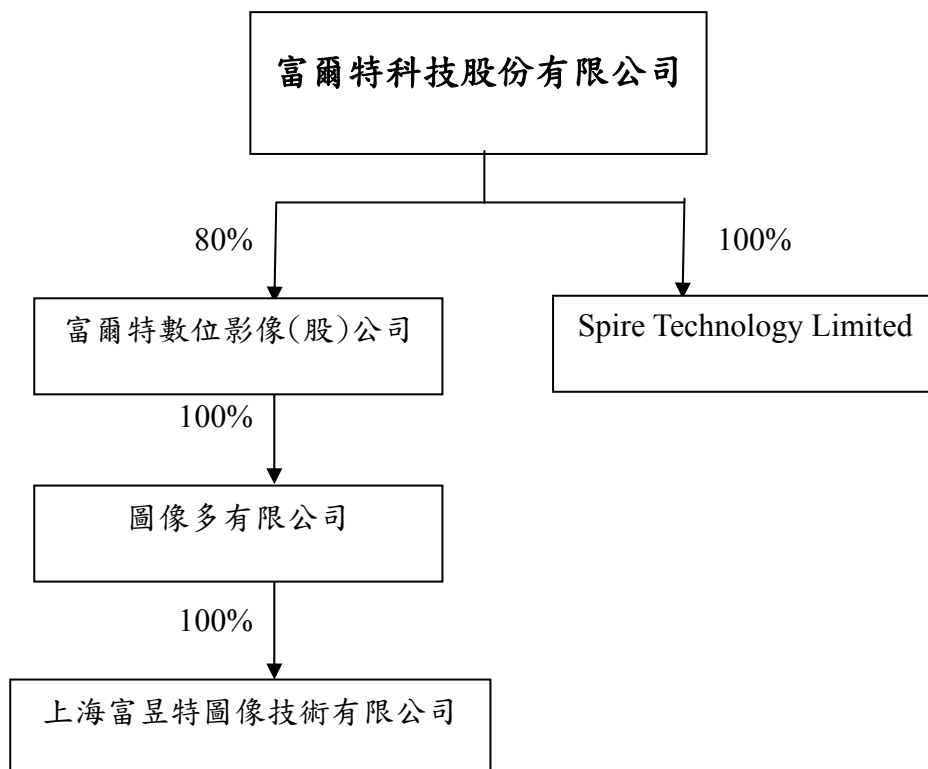 富爾特科技股份有限公司
80%
100%
富爾特數位影像(股)公司
Spire Technology Limited
100%
圖像多有限公司
100%
上海富昱特圖像技術有限公司